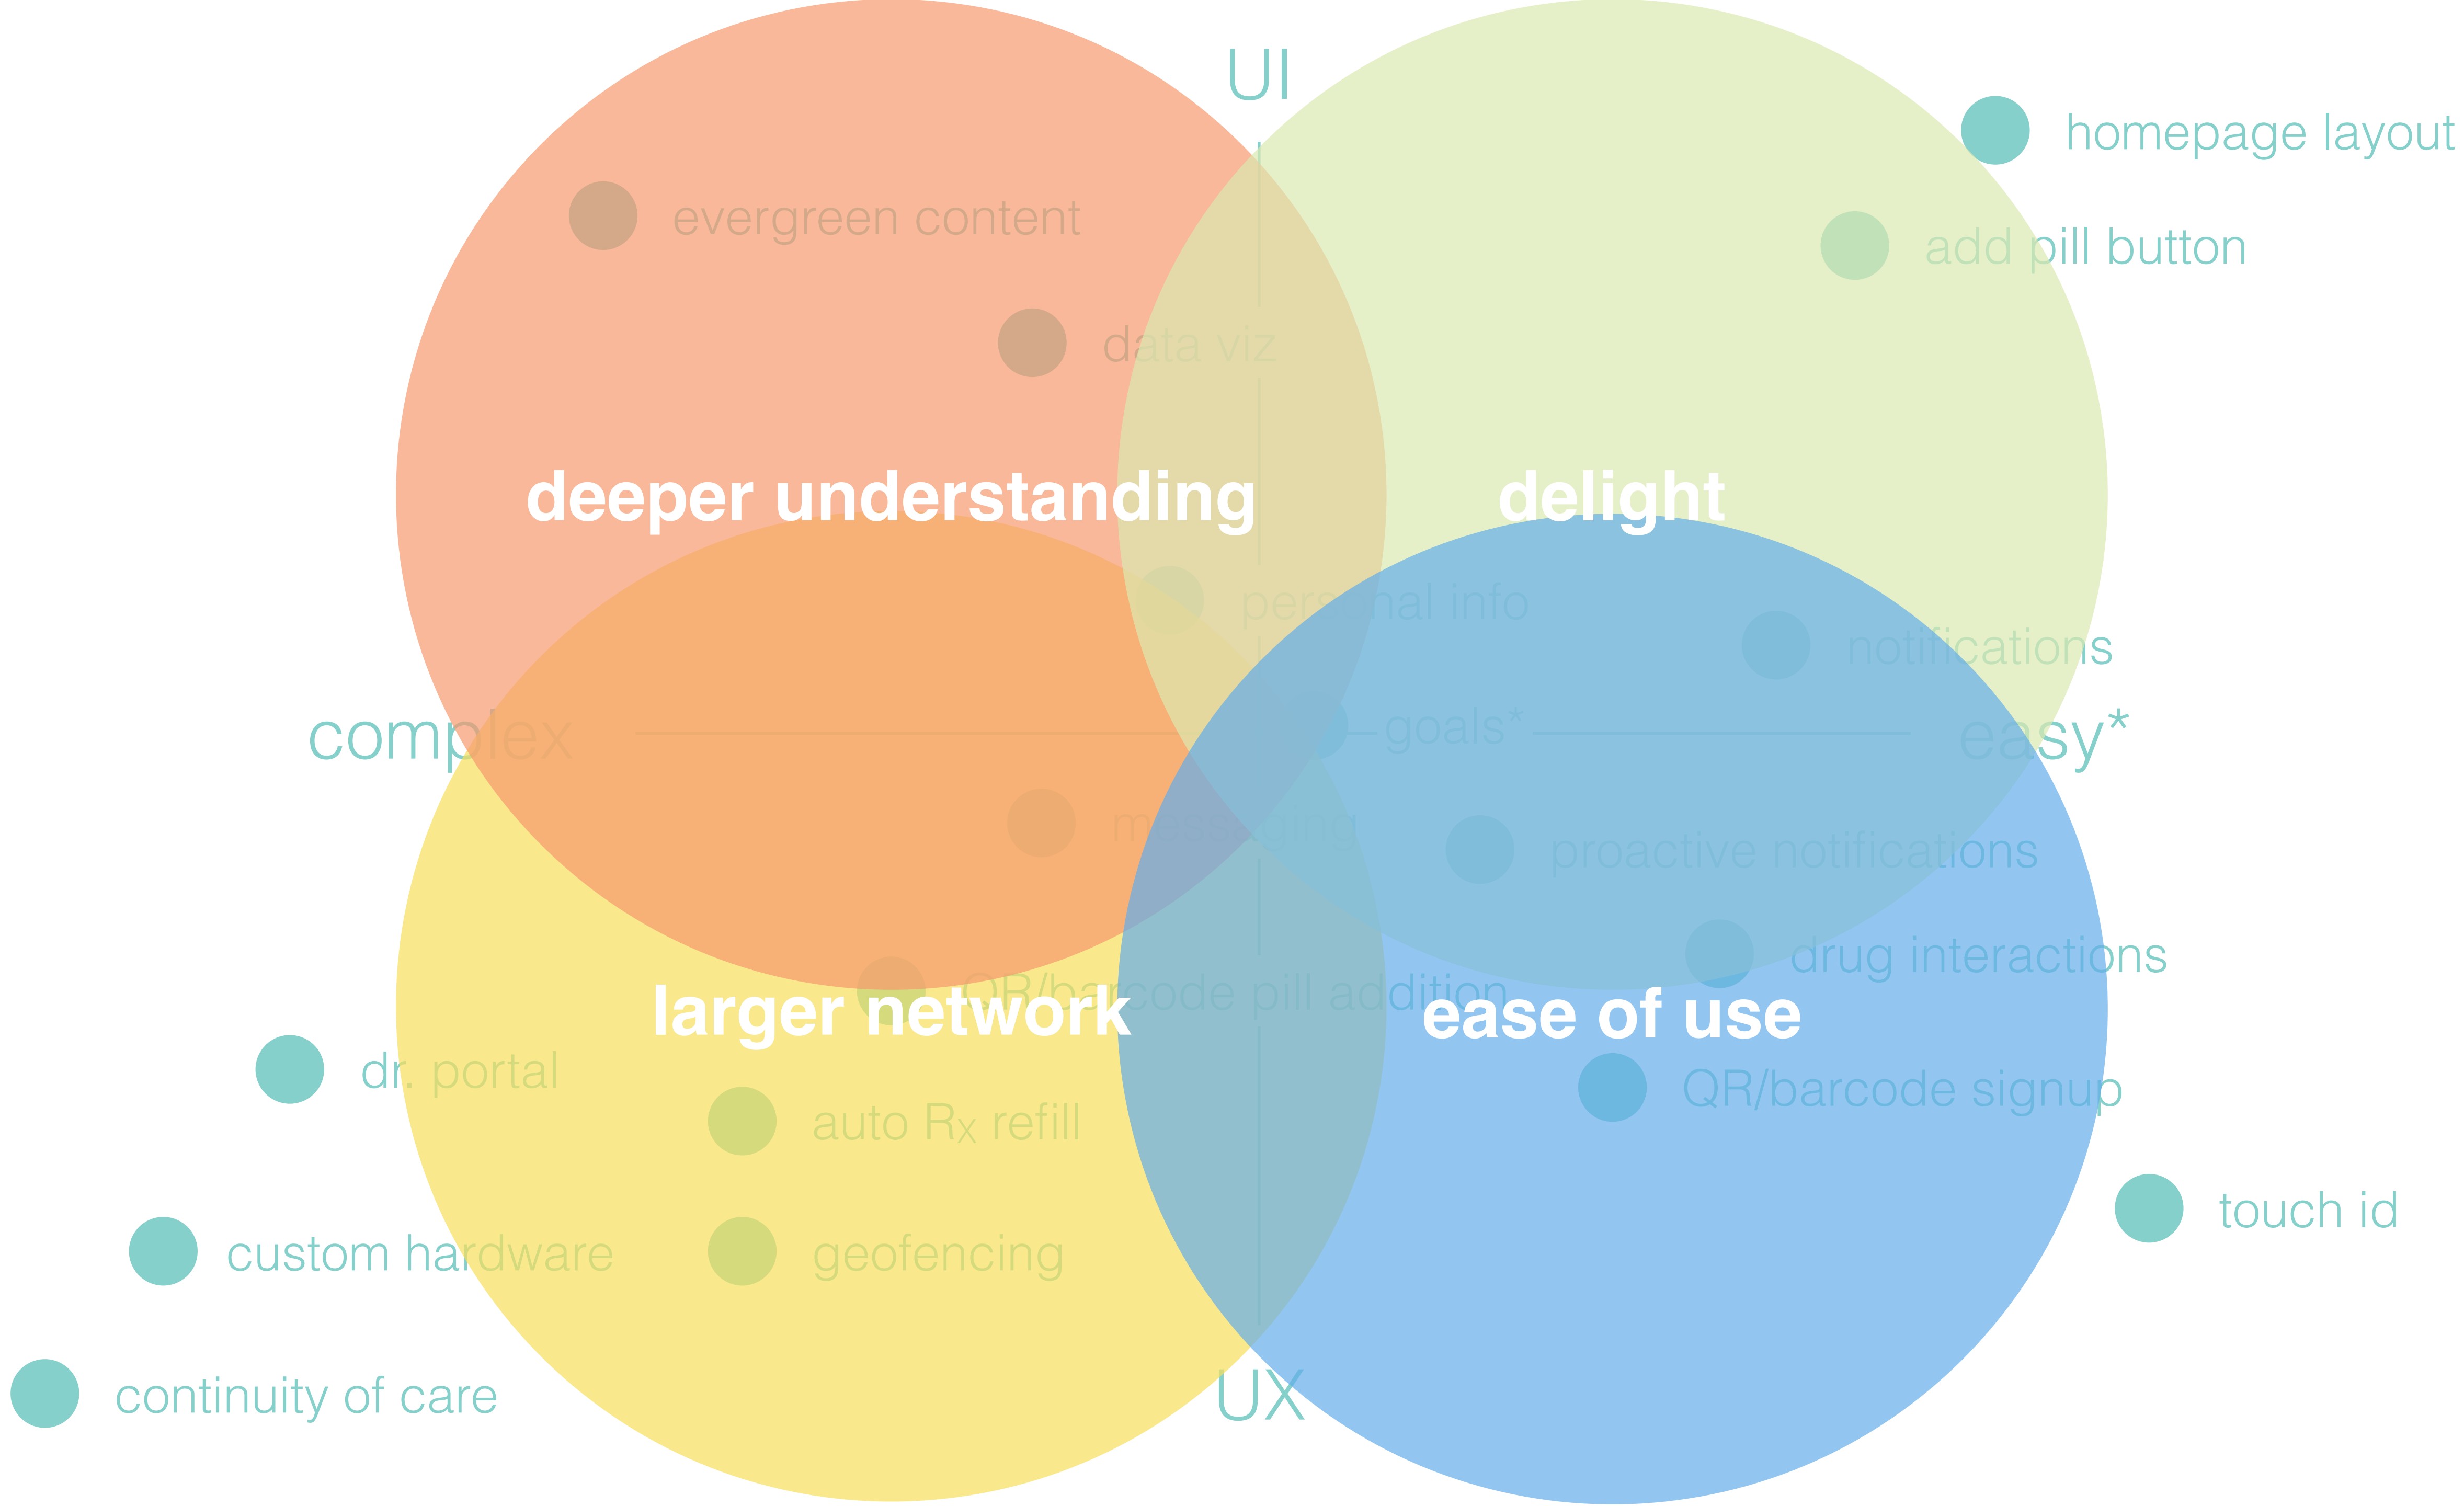 UI
homepage layout
evergreen content
add pill button
data viz
deeper understanding
delight
personal info
notifications
complex
goals*
easy*
messaging
proactive notifications
drug interactions
QR/barcode pill addition
larger network
ease of use
dr. portal
auto Rx refill
QR/barcode signup
touch id
custom hardware
geofencing
continuity of care
UX